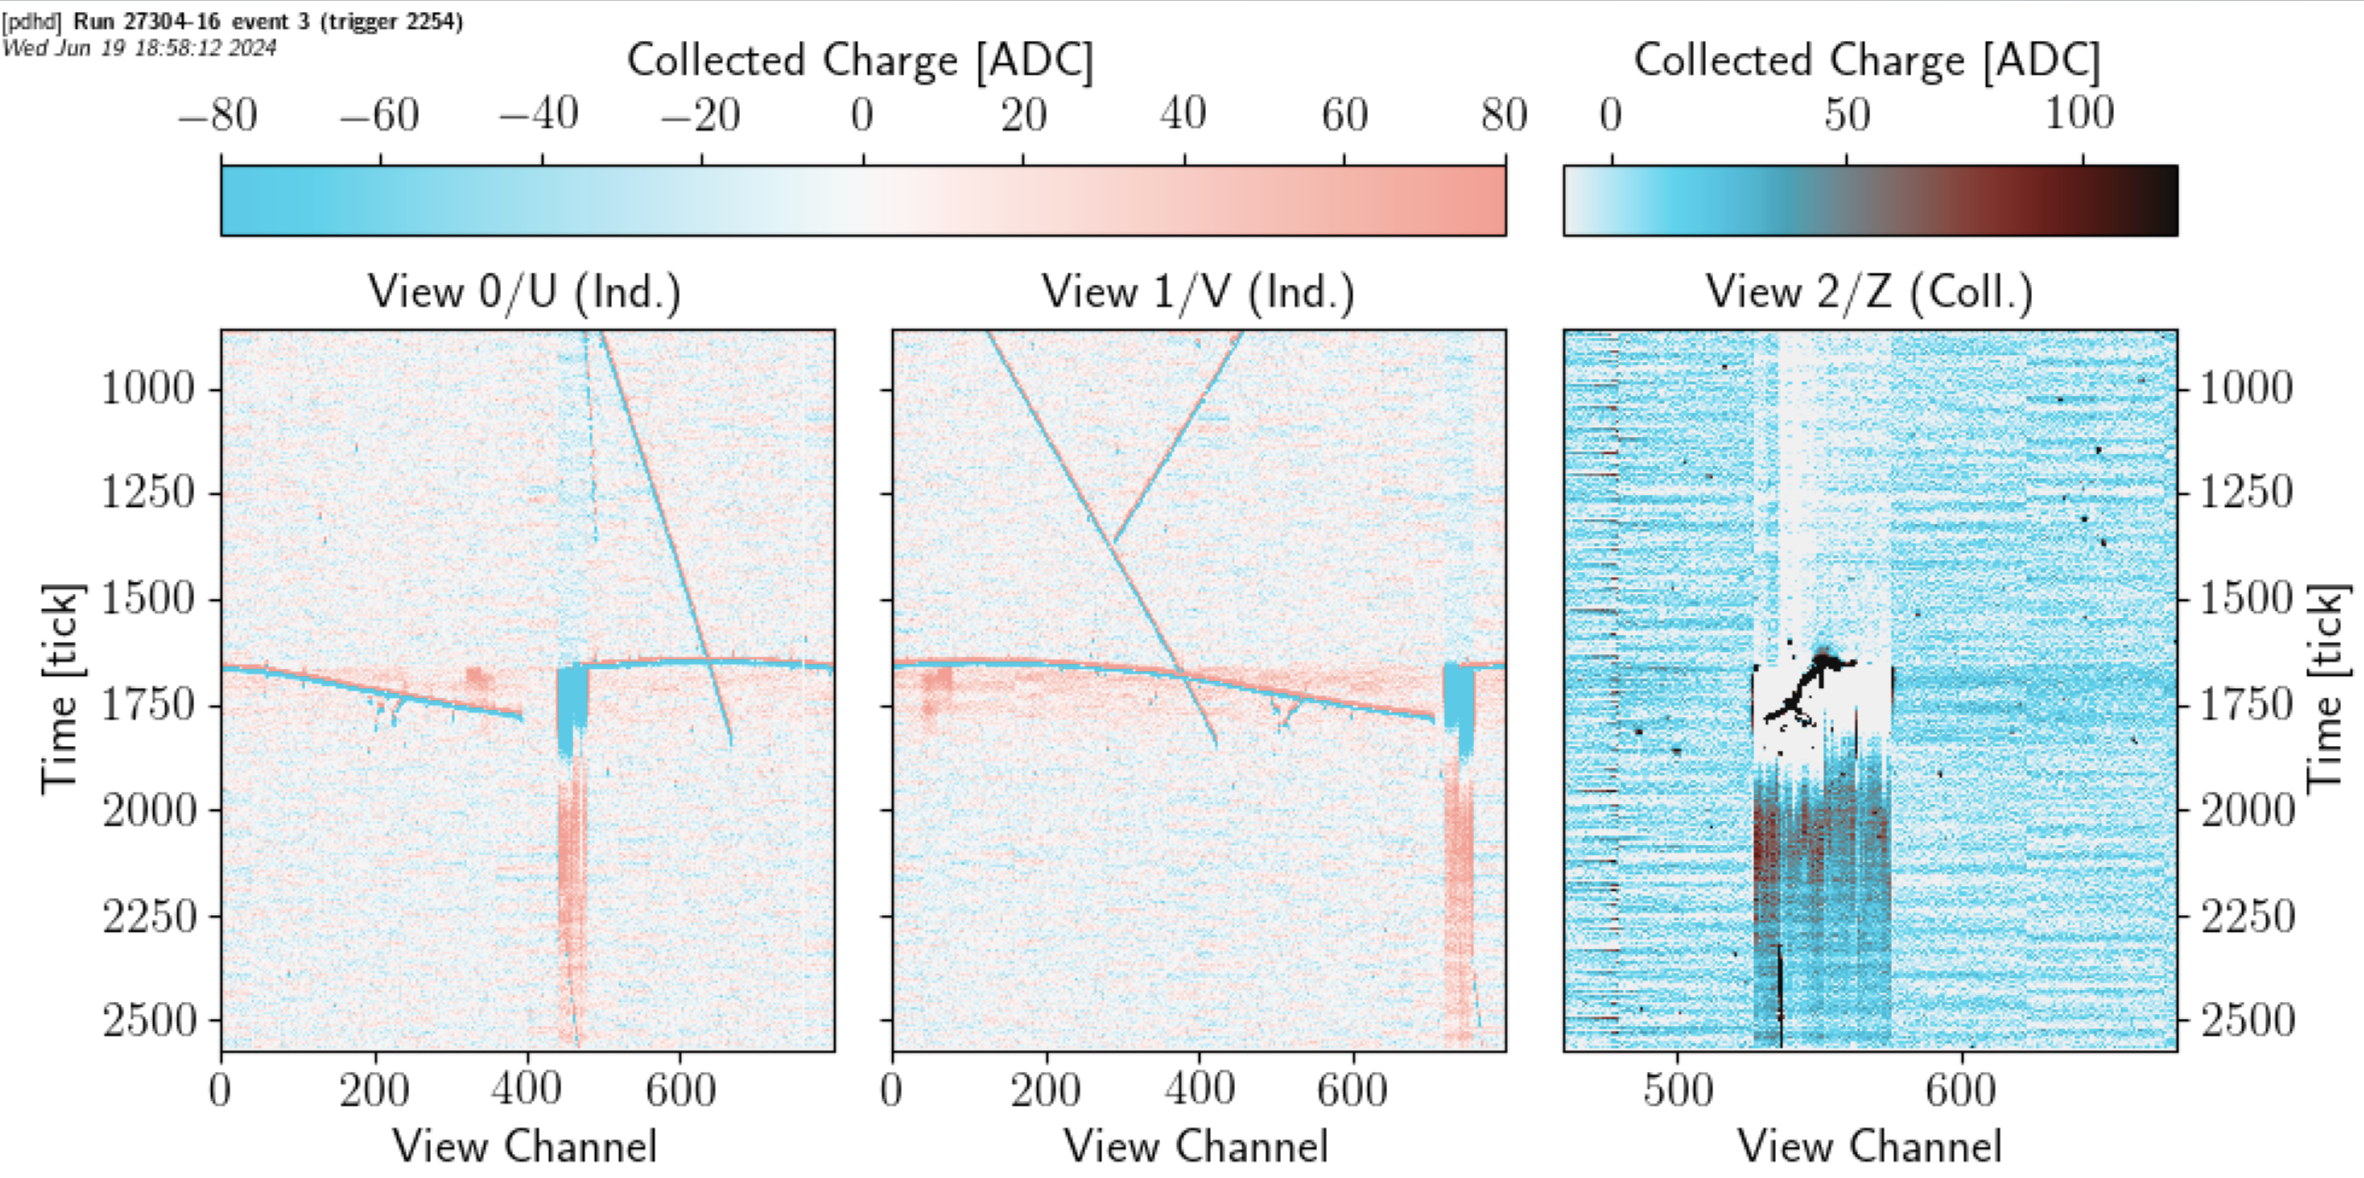 [pdhd] Run 27304-16 event 3 (trigger 2254)
Wed Jun 19 18:58:12 2024
Collected Charge [ADC]
−80 −60 −40 −20 0 20 40 60 80
Collected Charge [ADC]
0 50 100
View 0/U (Ind.)
View 1/V (Ind.)
View 2/Z (Coll.)
Time [tick]
1000
1250
1500
1750
2000
2250
2500
0 200 400 600
View Channel
0 200 400 600
View Channel
500 600
View Channel
1000
1250
1500
1750
2000
2250
2500
Time [tick]